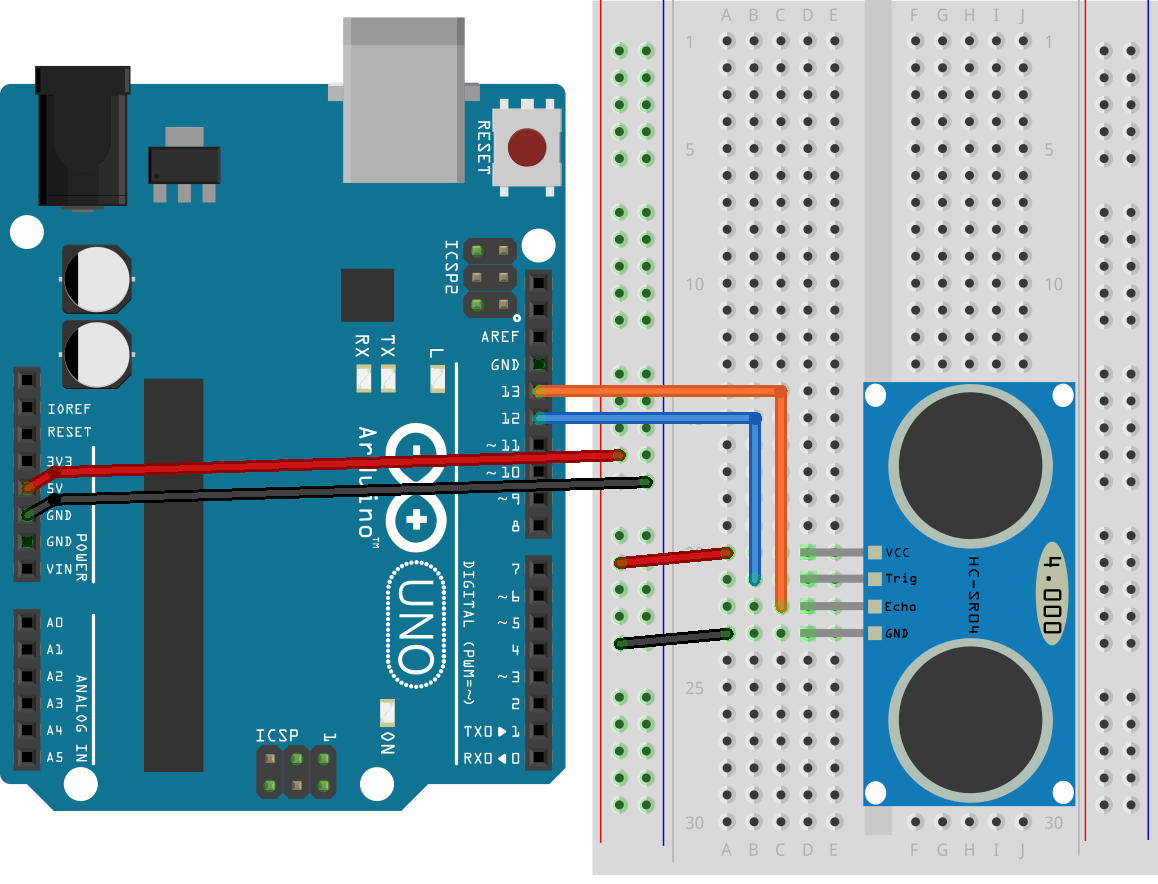 A B C D E F G H I J
1 1
5 5
10 10
25
30 30
A B C D E F G H I J
RESET
ICSP2
AREF
GND
13
12
~11
~10
~9
8
7
~6
~5
4
~3
2
TX0▶1
RX0◀0
DIGITAL (PWM=~)
RX
TX
L
IOREF
RESET
3V3
5V
GND
GND
VIN
POWER
A0
A1
A2
A3
A4
A5
ANALOG IN
Arduino™
UNO
ICSP
1
ON
VCC
Trig
Echo
GND
HC-SR04
4.000